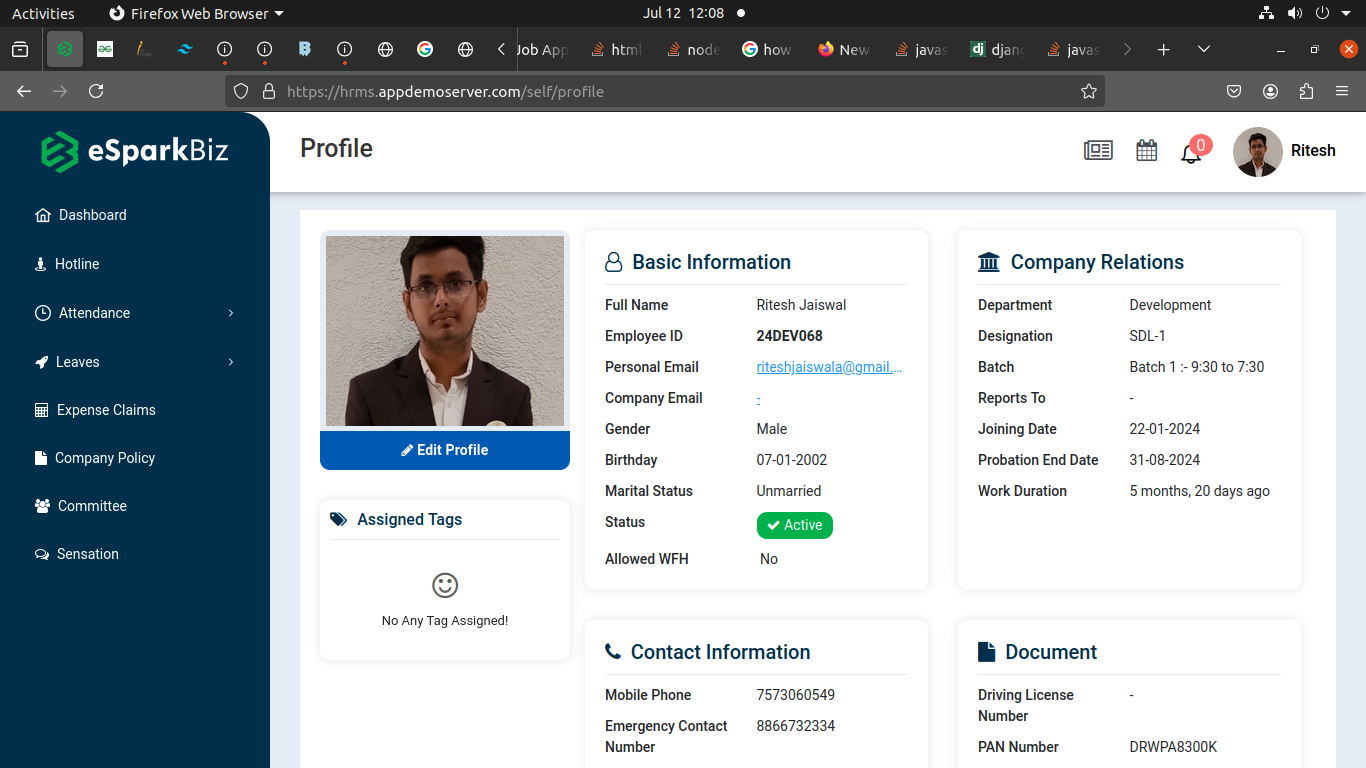 Activities Firefox Web Browser Jul 12 12:08
Job App html node how New javas djang javas
https://hrms.appdemoserver.com/self/profile
eSparkBiz
Profile
0
Ritesh
Dashboard
Hotline
Attendance
Leaves
Expense Claims
Company Policy
Committee
Sensation
Edit Profile
Assigned Tags
No Any Tag Assigned!
Basic Information
Full Name Ritesh Jaiswal
Employee ID 24DEV068
Personal Email riteshjaiswala@gmail....
Company Email -
Gender Male
Birthday 07-01-2002
Marital Status Unmarried
Status Active
Allowed WFH No
Company Relations
Department Development
Designation SDL-1
Batch Batch 1 :- 9:30 to 7:30
Reports To -
Joining Date 22-01-2024
Probation End Date 31-08-2024
Work Duration 5 months, 20 days ago
Contact Information
Mobile Phone 7573060549
Emergency Contact 8866732334
Number
Document
Driving License -
Number
PAN Number DRWPA8300K